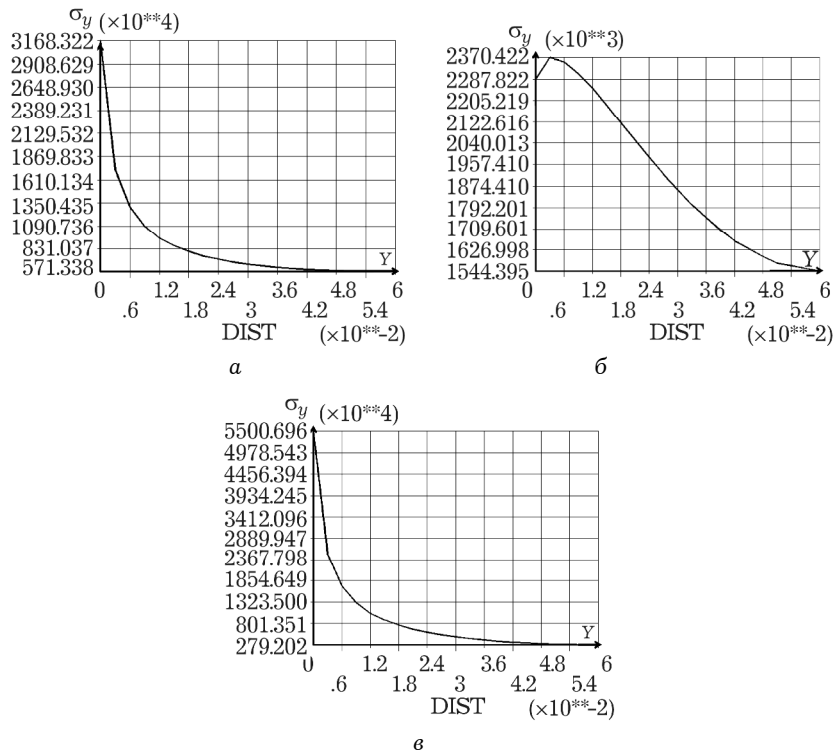 σy (×10**4)
3168.322
2908.629
2648.930
2389.231
2129.532
1869.833
1610.134
1350.435
1090.736
831.037
571.338
Y
0 1.2 2.4 3.6 4.8 6
.6 1.8 3 4.2 5.4
DIST (×10**-2)
а
σy (×10**3)
2370.422
2287.822
2205.219
2122.616
2040.013
1957.410
1874.410
1792.201
1709.601
1626.998
1544.395
Y
0 1.2 2.4 3.6 4.8 6
.6 1.8 3 4.2 5.4
DIST (×10**-2)
б
σy (×10**4)
5500.696
4978.543
4456.394
3934.245
3412.096
2889.947
2367.798
1854.649
1323.500
801.351
279.202
Y
0 1.2 2.4 3.6 4.8 6
.6 1.8 3 4.2 5.4
DIST (×10**-2)
в